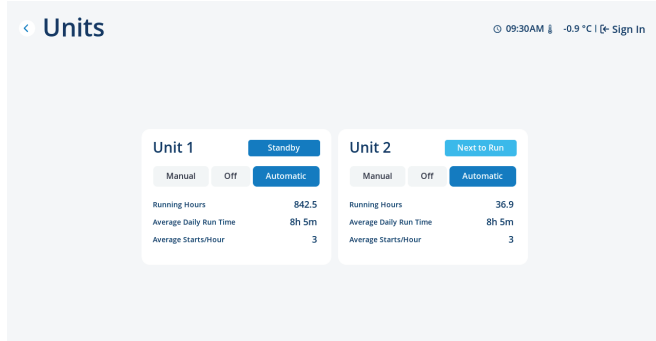 Units
09:30AM -0.9 °C | Sign In
Unit 1 Standby
Manual Off Automatic
Running Hours 842.5
Average Daily Run Time 8h 5m
Average Starts/Hour 3
Unit 2 Next to Run
Manual Off Automatic
Running Hours 36.9
Average Daily Run Time 8h 5m
Average Starts/Hour 3